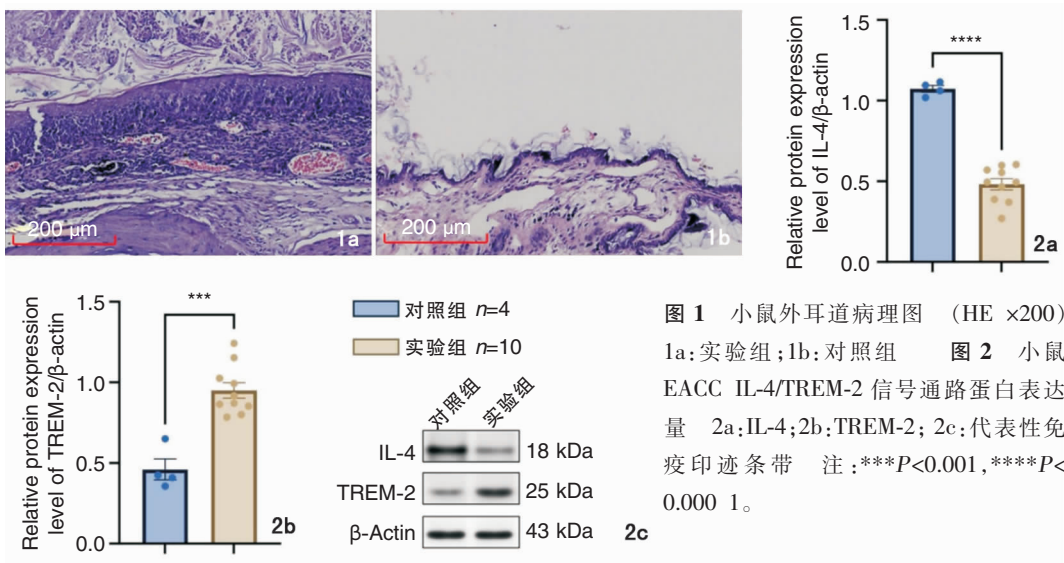 200 μm
1a
200 μm
1b
Relative protein expression
level of IL-4/β-actin
1.5
1.0
0.5
0.0
****
2a
Relative protein expression
level of TREM-2/β-actin
1.5
1.0
0.5
0.0
***
2b
对照组 n=4
实验组 n=10
对照组
实验组
IL-4
18 kDa
TREM-2
25 kDa
β-Actin
43 kDa
2c
图 1 小鼠外耳道病理图 (HE ×200)
1a:实验组;1b:对照组 图 2 小鼠
EACC IL-4/TREM-2 信号通路蛋白表达
量 2a:IL-4;2b:TREM-2; 2c:代表性免
疫印迹条带 注:***P<0.001,****P<
0.000 1。